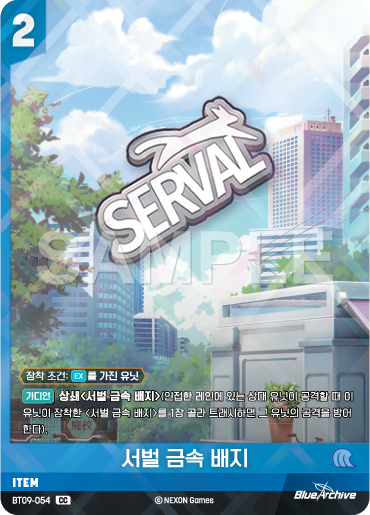 2
SERVAL
SAMPLE
장착 조건: EX 를 가진 유닛
가디언 상쇄<서벌 금속 배지>(인접한 레인에 있는 상대 유닛이 공격할 때 이
유닛이 장착한 <서벌 금속 배지>를 1장 골라 트래시하면 그 유닛의 공격을 방어
한다).
서벌 금속 배지
ITEM
BT09-054 CC
© NEXON Games
BlueArchive